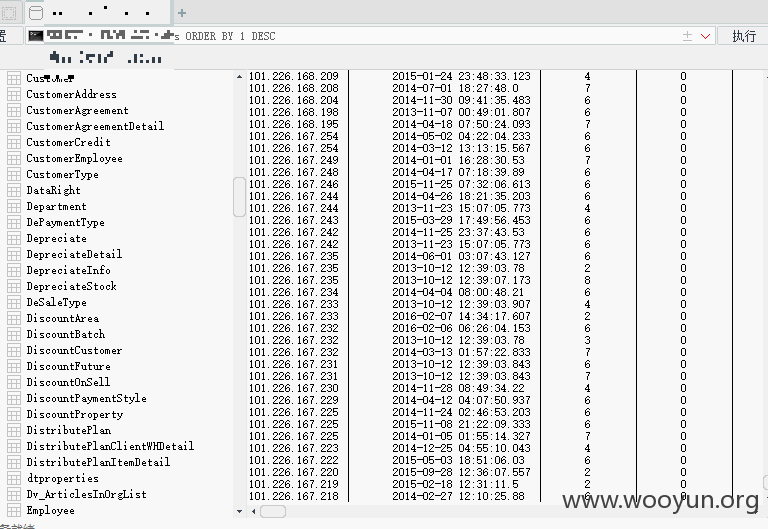 置
s ORDER BY 1 DESC
执行
CustomerAddress
CustomerAgreement
CustomerAgreementDetail
CustomerCredit
CustomerEmployee
CustomerType
DataRight
Department
DePaymentType
Depreciate
DepreciateDetail
DepreciateInfo
DepreciateStock
DeSaleType
DiscountArea
DiscountBatch
DiscountCustomer
DiscountFuture
DiscountOnSell
DiscountPaymentStyle
DiscountProperty
DistributePlan
DistributePlanClientWHDetail
DistributePlanItemDetail
dtproperties
Dv_ArticlesInOrgList
Employee
101.226.168.209 2015-01-24 23:48:33.123 4 0
101.226.168.208 2014-07-01 18:27:48.0 7 0
101.226.168.204 2014-11-30 09:41:35.483 6 0
101.226.168.198 2013-11-07 00:49:01.807 6 0
101.226.168.195 2014-04-18 07:50:24.093 7 0
101.226.167.254 2014-05-02 04:22:04.233 6 0
101.226.167.254 2014-03-12 13:13:15.567 6 0
101.226.167.249 2014-01-01 16:28:30.53 7 0
101.226.167.248 2014-04-17 07:18:39.89 6 0
101.226.167.246 2015-11-25 07:32:06.613 6 0
101.226.167.244 2014-04-26 18:21:35.203 6 0
101.226.167.244 2013-11-23 15:07:05.773 4 0
101.226.167.243 2015-03-29 17:49:56.453 6 0
101.226.167.242 2014-11-25 23:37:43.53 6 0
101.226.167.242 2013-11-23 15:07:05.773 6 0
101.226.167.235 2014-06-01 03:07:43.127 6 0
101.226.167.235 2013-10-12 12:39:03.78 2 0
101.226.167.235 2013-10-12 12:39:07.173 8 0
101.226.167.234 2014-04-04 08:00:48.21 6 0
101.226.167.233 2013-10-12 12:39:03.907 4 0
101.226.167.233 2016-02-07 14:34:17.607 2 0
101.226.167.232 2016-02-06 06:26:04.153 6 0
101.226.167.232 2013-10-12 12:39:03.78 3 0
101.226.167.232 2014-03-13 01:57:22.833 7 0
101.226.167.231 2013-10-12 12:39:03.843 6 0
101.226.167.231 2013-10-12 12:39:03.843 7 0
101.226.167.230 2014-11-28 08:49:34.22 4 0
101.226.167.229 2014-04-12 04:07:50.937 6 0
101.226.167.225 2014-11-24 02:46:53.203 6 0
101.226.167.225 2015-11-08 21:22:09.333 6 0
101.226.167.225 2014-01-05 01:55:14.327 7 0
101.226.167.223 2014-12-25 04:55:10.043 4 0
101.226.167.222 2015-05-03 18:51:06.03 6 0
101.226.167.220 2015-09-28 12:36:07.557 2 0
101.226.167.219 2015-02-18 12:31:11.5 2 0
101.226.167.218 2014-02-27 12:10:25.88 0
www.wooyun.org